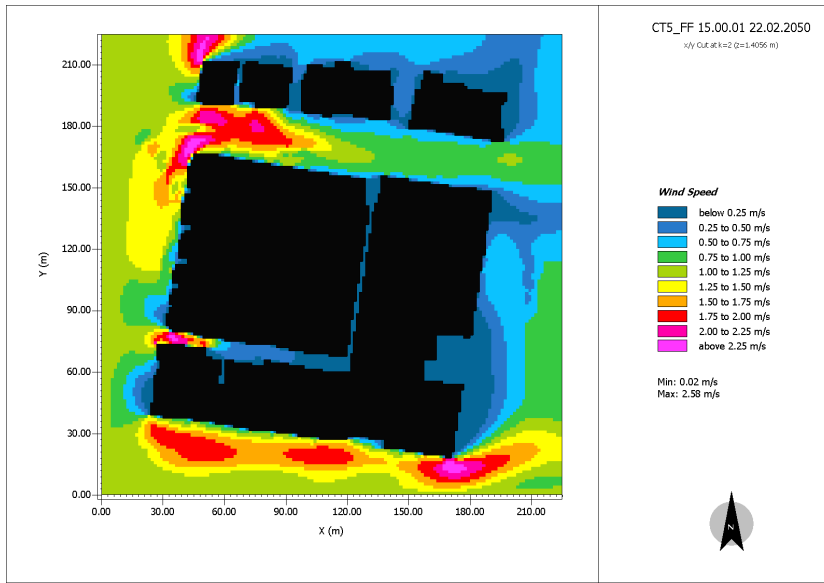 CT5_FF 15.00.01 22.02.2050
x/y Cut at k=2 (z=1.4056 m)
210.00
180.00
150.00
120.00
90.00
60.00
30.00
0.00
Y (m)
0.00 30.00 60.00 90.00 120.00 150.00 180.00 210.00
X (m)
Wind Speed
below 0.25 m/s
0.25 to 0.50 m/s
0.50 to 0.75 m/s
0.75 to 1.00 m/s
1.00 to 1.25 m/s
1.25 to 1.50 m/s
1.50 to 1.75 m/s
1.75 to 2.00 m/s
2.00 to 2.25 m/s
above 2.25 m/s
Min: 0.02 m/s
Max: 2.58 m/s
N